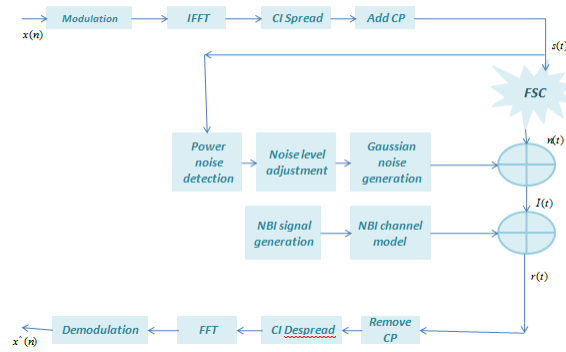 Modulation
IFFT
CI Spread
Add CP
x(n)
s(t)
FSC
n(t)
Power
noise
detection
Noise level
adjustment
Gaussian
noise
generation
I(t)
NBI signal
generation
NBI channel
model
r(t)
Demodulation
FFT
CI Despread
Remove
CP
x^(n)